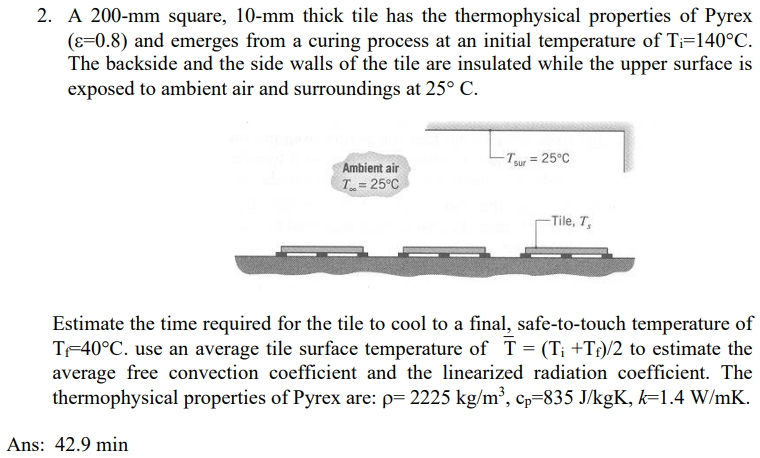 2. A 200-mm square, 10-mm thick tile has the thermophysical properties of Pyrex
(ε=0.8) and emerges from a curing process at an initial temperature of Ti=140°C.
The backside and the side walls of the tile are insulated while the upper surface is
exposed to ambient air and surroundings at 25° C.
Tsur = 25°C
Ambient air
T∞ = 25°C
Tile, Ts
Estimate the time required for the tile to cool to a final, safe-to-touch temperature of
Tf=40°C. use an average tile surface temperature of T̅ = (Ti +Tf)/2 to estimate the
average free convection coefficient and the linearized radiation coefficient. The
thermophysical properties of Pyrex are: ρ= 2225 kg/m³, cp=835 J/kgK, k=1.4 W/mK.
Ans: 42.9 min